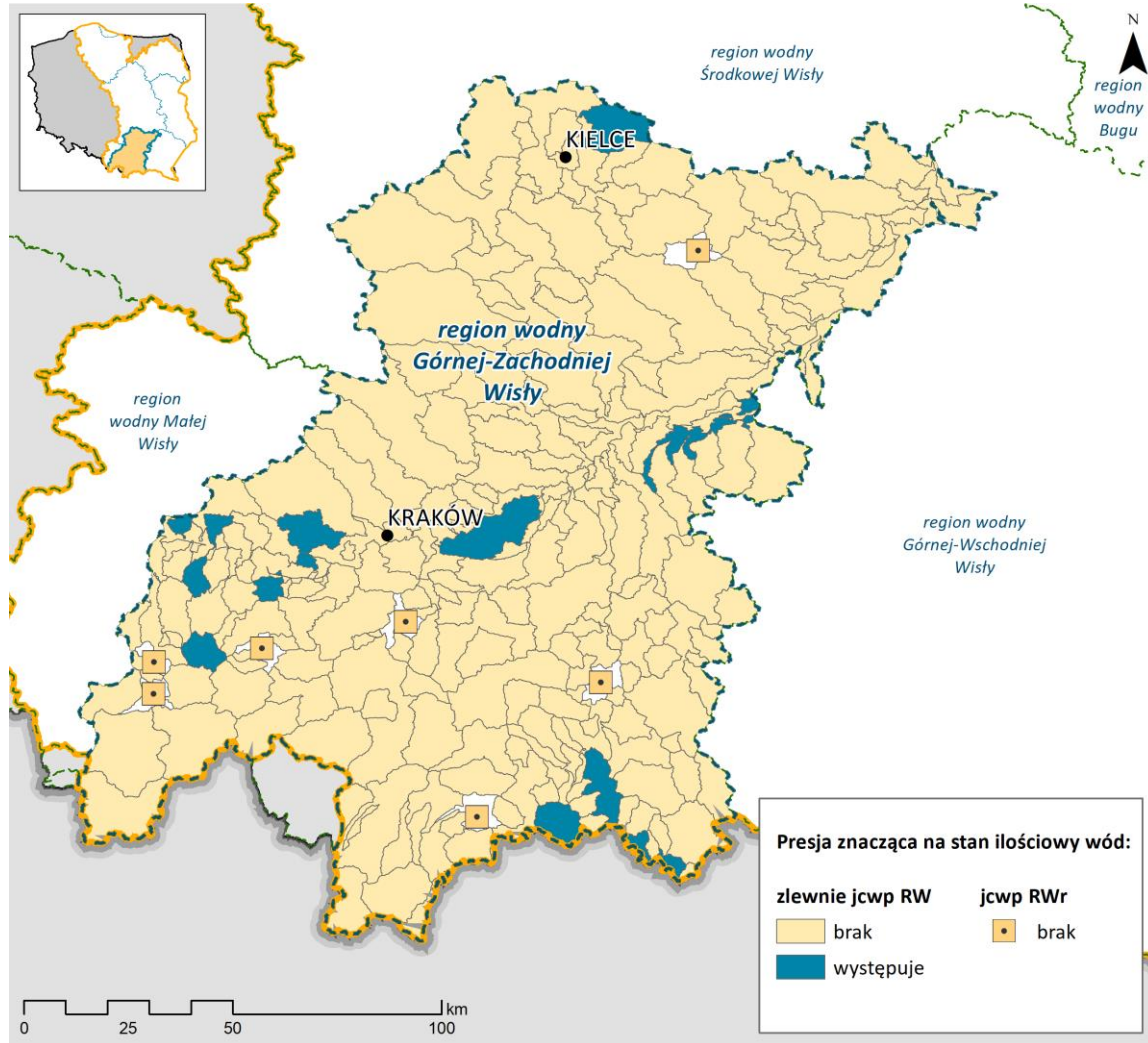 N
region wodny
Środkowej Wisły
region
wodny
Bugu
KIELCE
region wodny
Górnej-Zachodniej
Wisły
region
wodny Małej
Wisły
KRAKÓW
region wodny
Górnej-Wschodniej
Wisły
Presja znacząca na stan ilościowy wód:
zlewnie jcwp RW
jcwp RWr
brak
brak
występuje
km
0 25 50 100